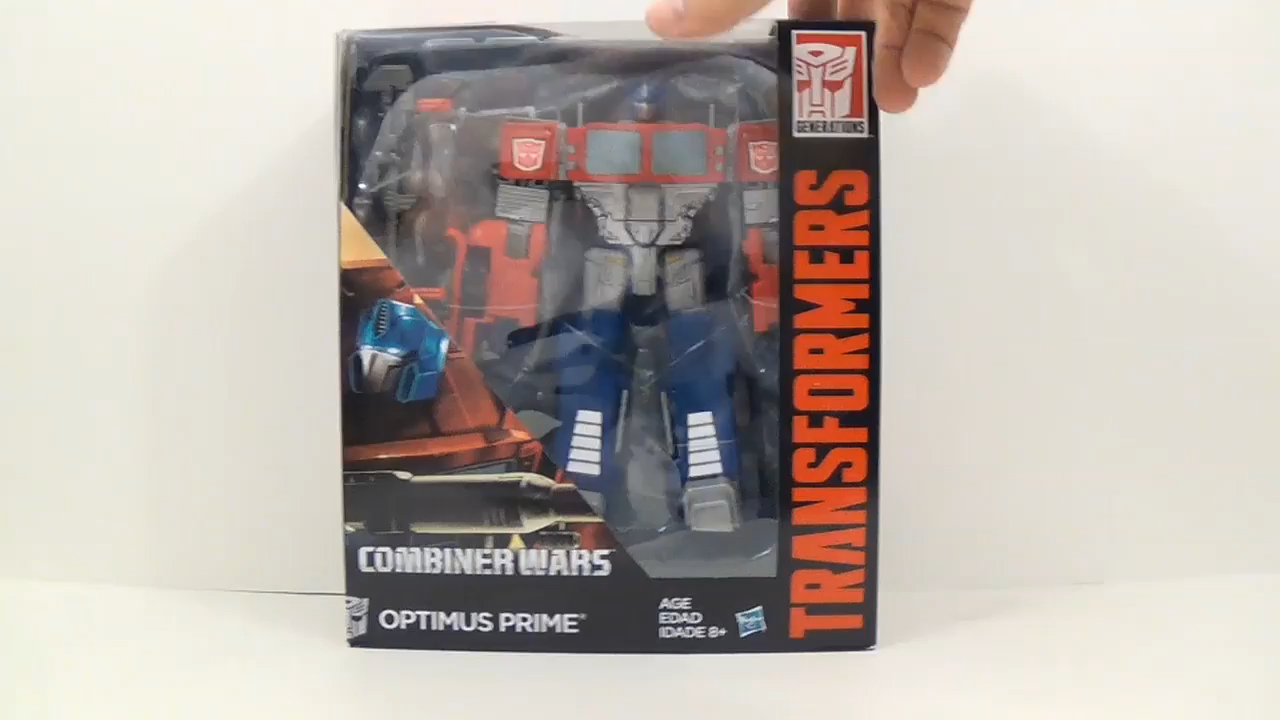 GENERATIONS
TRANSFORMERS
COMBINER WARS
OPTIMUS PRIME
AGE
EDAD
IDADE 8+